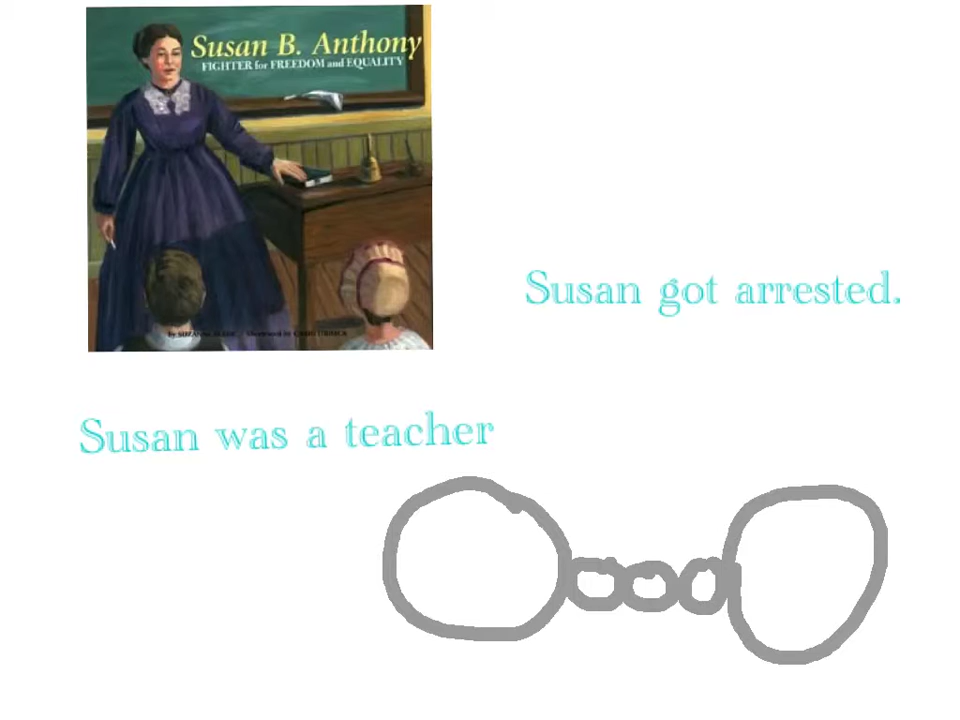 Susan B. Anthony
FIGHTER for FREEDOM and EQUALITY
Susan got arrested.
Susan was a teacher